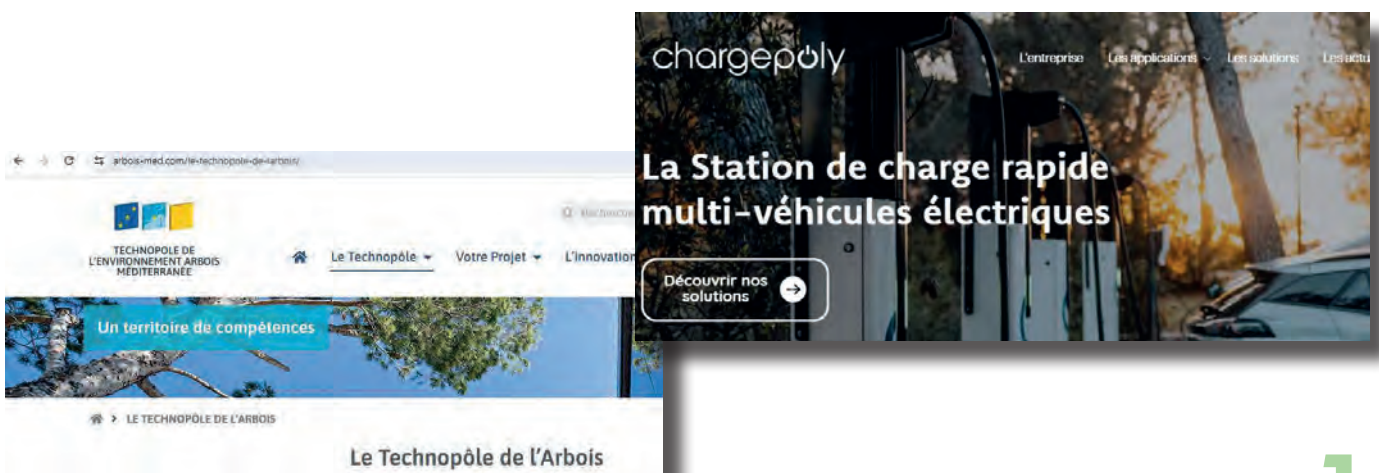 chargepoly
L'entreprise Les applications Les solutions Les actu
La Station de charge rapide
multi-véhicules électriques
Découvrir nos
solutions
arbois-med.com/le-technopole-de-larbois/
TECHNOPOLE DE
L'ENVIRONNEMENT ARBOIS
MÉDITERRANÉE
Le Technopôle Votre Projet L'innovation
Un territoire de compétences
> LE TECHNOPÔLE DE L'ARBOIS
Le Technopôle de l'Arbois